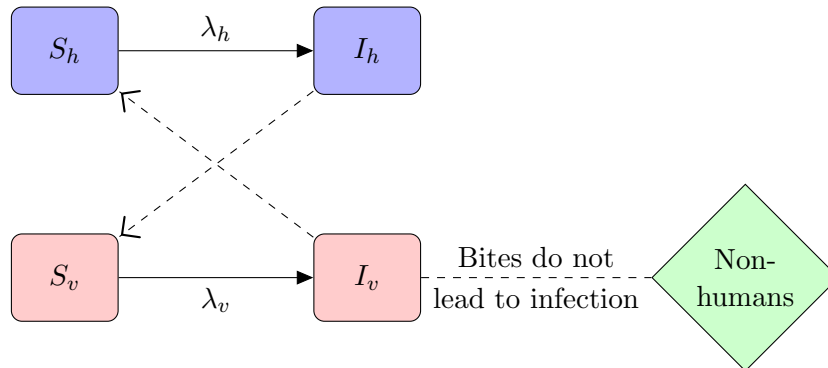 S_h
λ_h
I_h
S_v
λ_v
I_v
Bites do not
lead to infection
Non-
humans